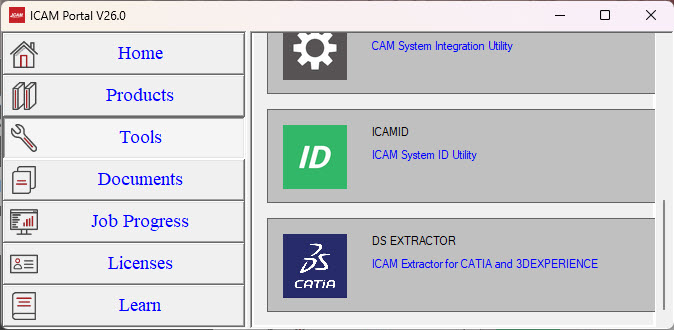 ICAM
ICAM Portal V26.0
Home
Products
Tools
Documents
Job Progress
Licenses
Learn
CAM System Integration Utility
ID
ICAMID
ICAM System ID Utility
CATIA
DS EXTRACTOR
ICAM Extractor for CATIA and 3DEXPERIENCE